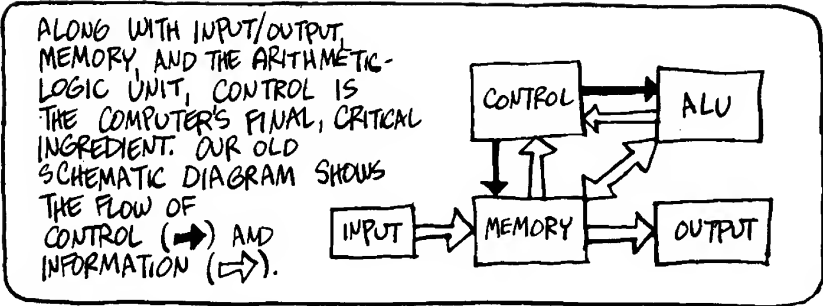 ALONG WITH INPUT/OUTPUT,
MEMORY, AND THE ARITHMETIC-
LOGIC UNIT, CONTROL IS
THE COMPUTER'S FINAL, CRITICAL
INGREDIENT. OUR OLD
SCHEMATIC DIAGRAM SHOWS
THE FLOW OF
CONTROL (➡) AND
INFORMATION (⇨).
CONTROL
ALU
INPUT
MEMORY
OUTPUT